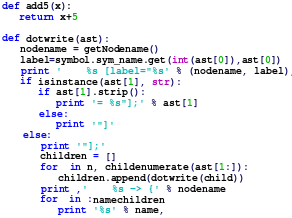 def add5(x):
    return x+5

def dotwrite(ast):
    nodename = getNodename()
    label=symbol.sym_name.get(int(ast[0]),ast[0])
    print '    %s [label="%s' % (nodename, label),
    if isinstance(ast[1], str):
        if ast[1].strip():
            print '= %s"];' % ast[1]
        else:
            print '"]'
    else:
        print '"];'
        children = []
        for  in n, childenumerate(ast[1:]):
            children.append(dotwrite(child))
        print ,'    %s -> {' % nodename
        for  in :namechildren
            print '%s' % name,